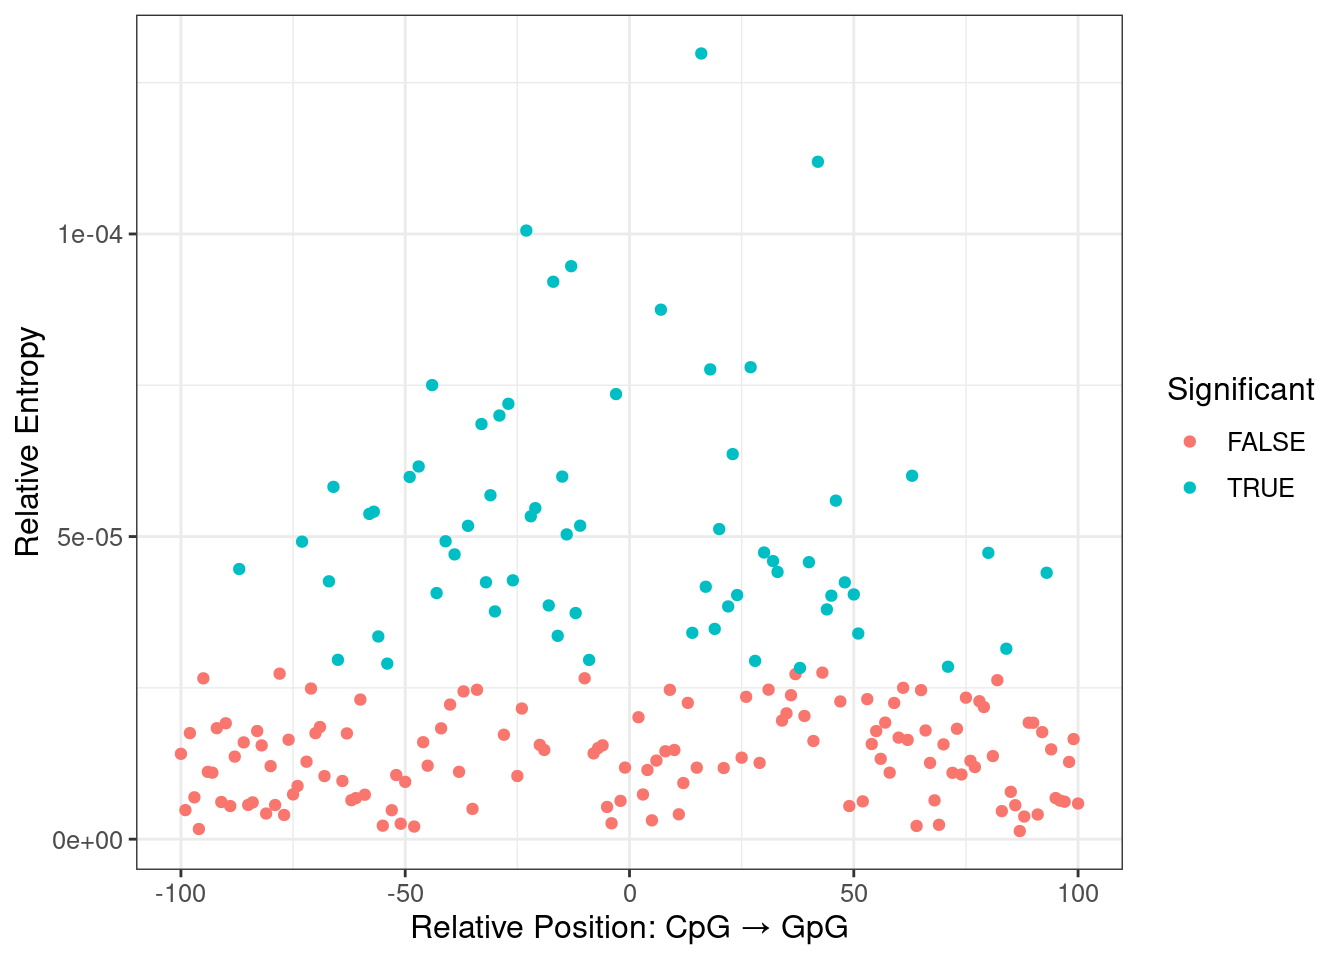 1e-04
5e-05
0e+00
-100
-50
0
50
100
Relative Entropy
Relative Position: CpG → GpG
Significant
FALSE
TRUE